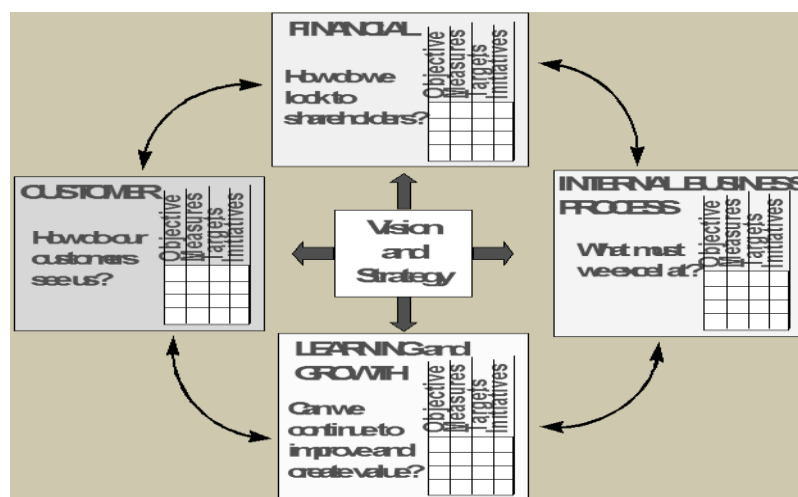 FINANCIAL
How do we
look to
shareholders?
Objective
Measures
Targets
Initiatives
CUSTOMER
How do our
customers
see us?
Objective
Measures
Targets
Initiatives
Vision
and
Strategy
INTERNAL BUSINESS
PROCESS
What must
we excel at?
Objective
Measures
Targets
Initiatives
LEARNING and
GROWTH
Can we
continue to
improve and
create value?
Objective
Measures
Targets
Initiatives